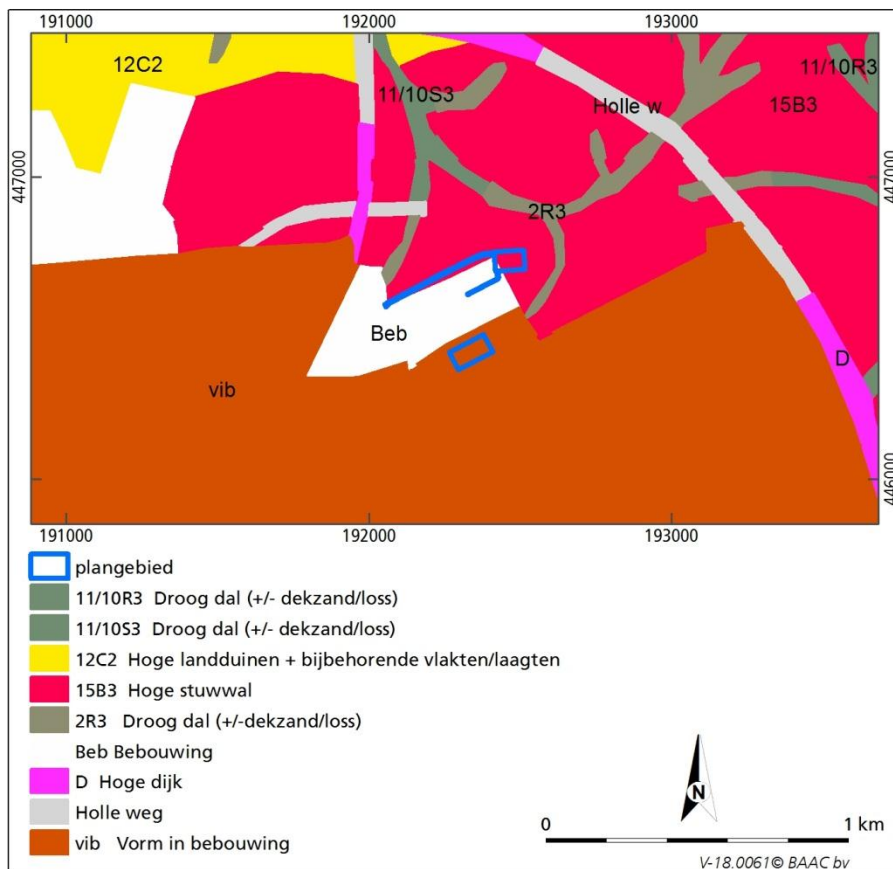 191000 192000 193000
12C2
11/10S3
Holle w
11/10R3
15B3
447000
447000
2R3
Beb
D
vib
446000
446000
191000 192000 193000
plangebied
11/10R3 Droog dal (+/- dekzand/loss)
11/10S3 Droog dal (+/- dekzand/loss)
12C2 Hoge landduinen + bijbehorende vlakten/laagten
15B3 Hoge stuwwal
2R3 Droog dal (+/-dekzand/loss)
Beb Bebouwing
D Hoge dijk
Holle weg
vib Vorm in bebouwing
N
0 1 km
V-18.0061© BAAC bv